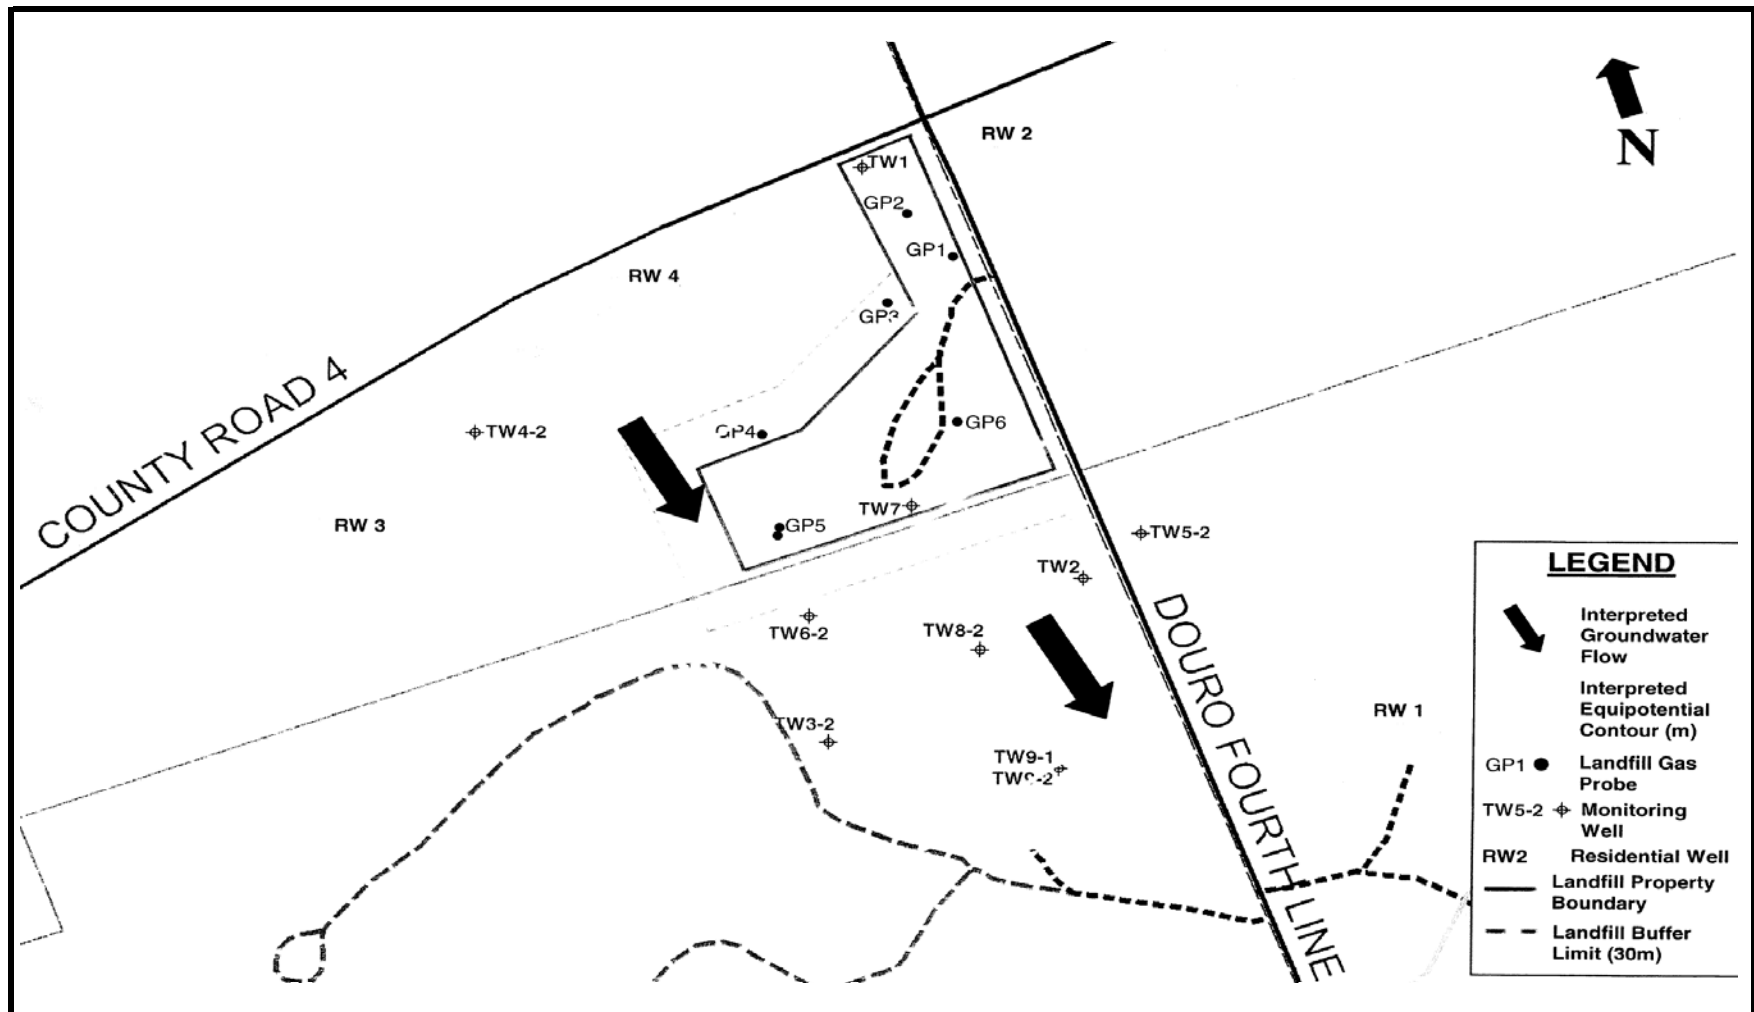 RW 2
N
TW1
GP2
GP1
RW 4
GP3
COUNTY ROAD 4
TW4-2
GP4
GP6
RW 3
TW7
GP5
TW5-2
TW2
TW6-2
TW8-2
DOURO FOURTH LINE
TW3-2
RW 1
TW9-1
LEGEND
Interpreted
Groundwater
Flow
Interpreted
Equipotential
Contour (m)
GP1 Landfill Gas
Probe
TW5-2 Monitoring
Well
RW2 Residential Well
Landfill Property
Boundary
Landfill Buffer
Limit (30m)